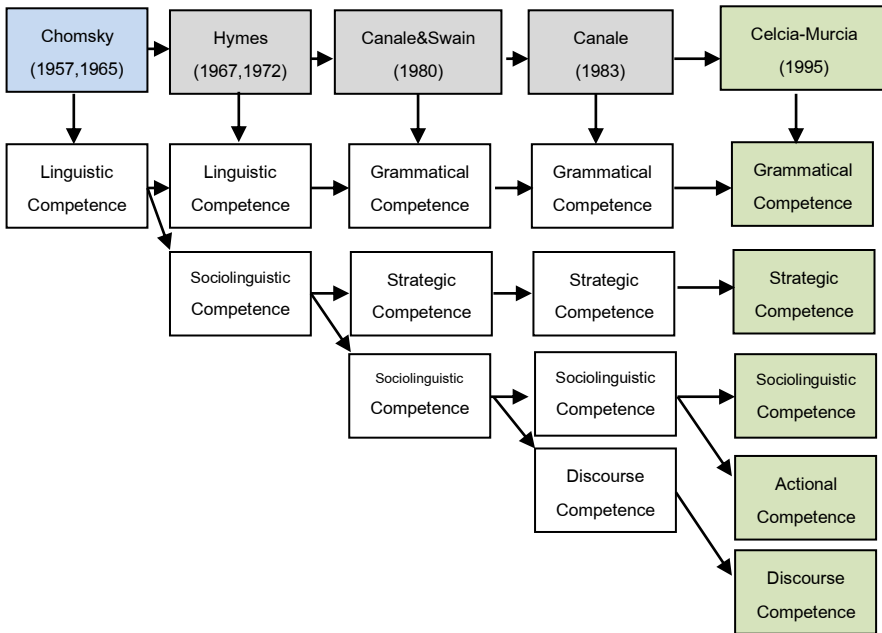 Chomsky
(1957,1965)
Hymes
(1967,1972)
Canale&Swain
(1980)
Canale
(1983)
Celcia-Murcia
(1995)
Linguistic
Competence
Linguistic
Competence
Grammatical
Competence
Grammatical
Competence
Grammatical
Competence
Sociolinguistic
Competence
Strategic
Competence
Strategic
Competence
Strategic
Competence
Sociolinguistic
Competence
Sociolinguistic
Competence
Sociolinguistic
Competence
Discourse
Competence
Actional
Competence
Discourse
Competence